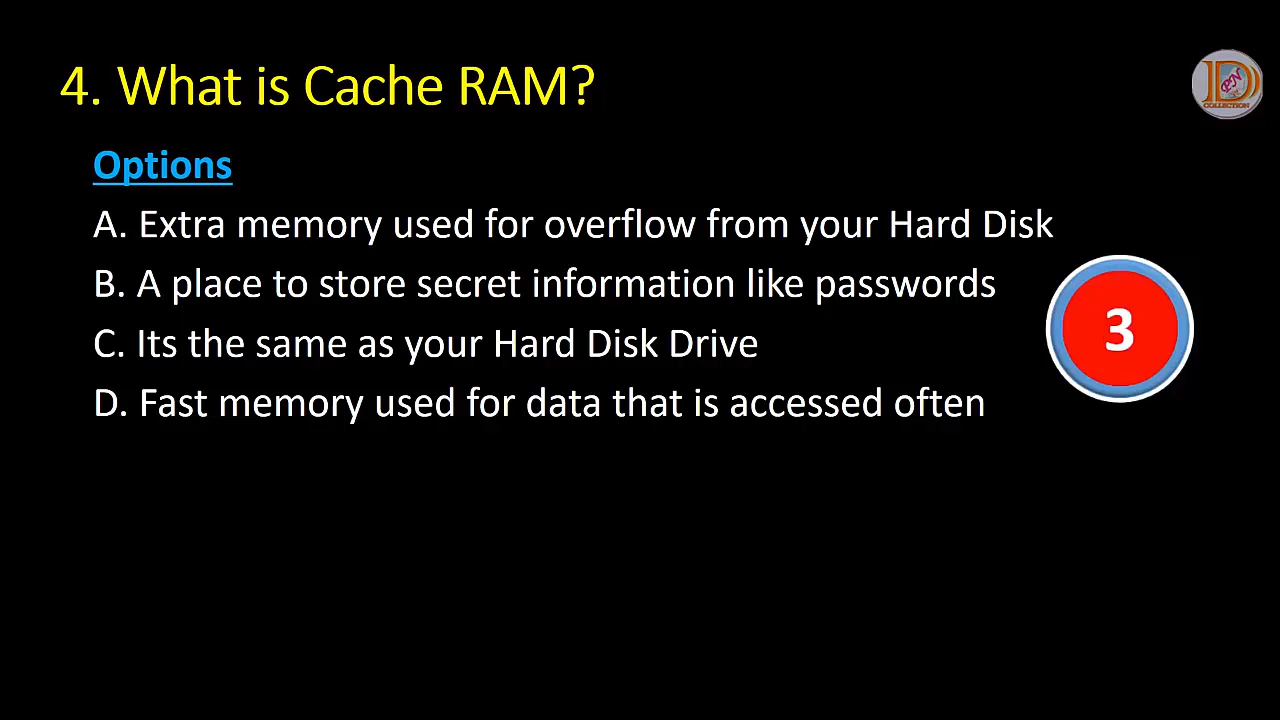 4. What is Cache RAM?
Options
A. Extra memory used for overflow from your Hard Disk
B. A place to store secret information like passwords
C. Its the same as your Hard Disk Drive
D. Fast memory used for data that is accessed often
3
D
COLLECTION